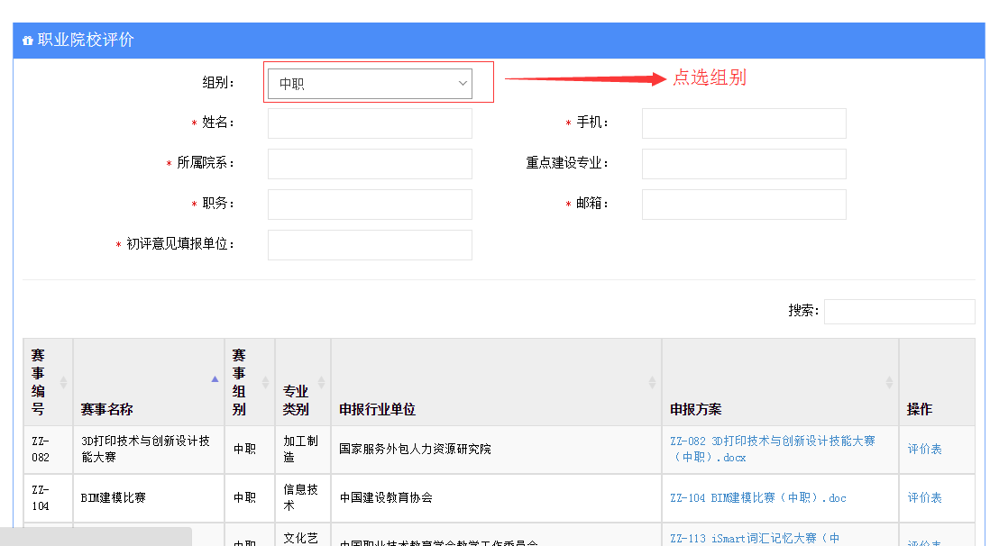 职业院校评价
组别： 中职 点选组别
* 姓名： * 手机：
* 所属院系： 重点建设专业：
* 职务： * 邮箱：
* 初评意见填报单位：
搜索：
赛事编号 赛事名称 赛事组别 专业类别 申报行业单位 申报方案 操作
ZZ-082 3D打印技术与创新设计技能大赛 中职 加工制造 国家服务外包人力资源研究院 ZZ-082 3D打印技术与创新设计技能大赛（中职）.docx 评价表
ZZ-104 BIM建模比赛 中职 信息技术 中国建设教育协会 ZZ-104 BIM建模比赛（中职）.doc 评价表
中职 文化艺 中国职业技术教育学会教学工作委员会 ZZ-113 iSmart词汇记忆大赛（中 评价表